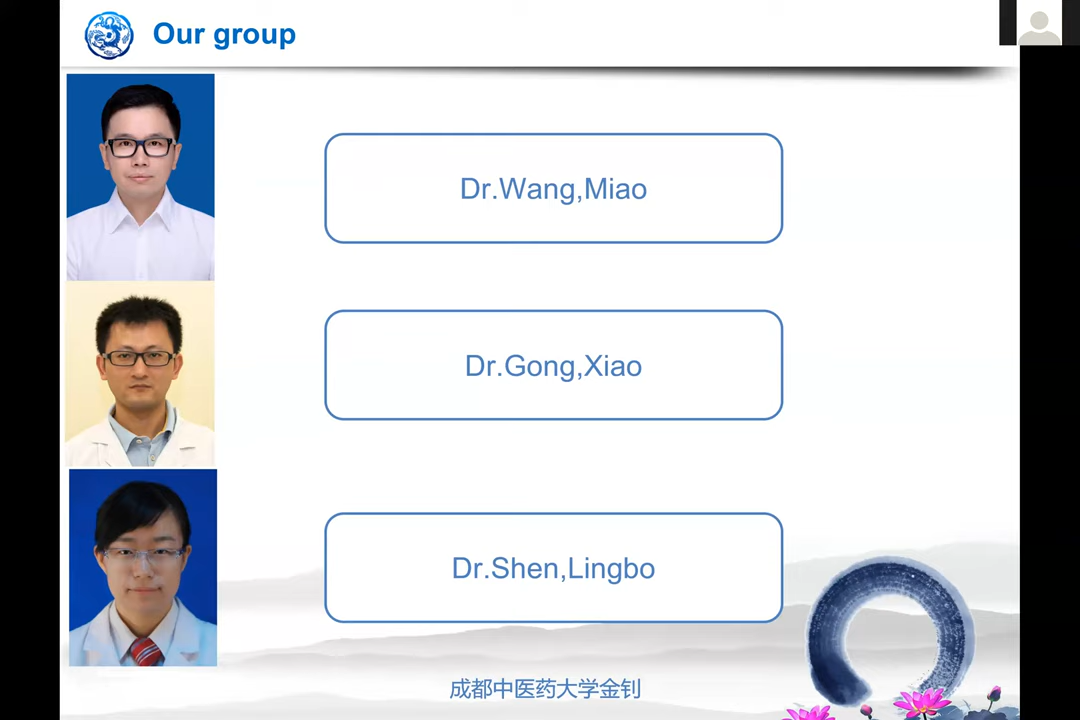 Our group
Dr.Wang,Miao
Dr.Gong,Xiao
Dr.Shen,Lingbo
成都中医药大学金钊